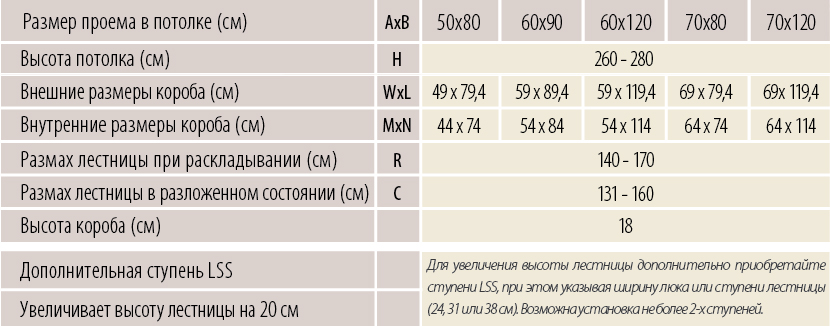 Размер проема в потолке (см) AxB 50x80 60x90 60x120 70x80 70x120
Высота потолка (см) H 260 - 280
Внешние размеры короба (см) WxL 49 x 79,4 59 x 89,4 59 x 119,4 69 x 79,4 69x 119,4
Внутренние размеры короба (см) MxN 44 x 74 54 x 84 54 x 114 64 x 74 64 x 114
Размах лестницы при раскладывании (см) R 140 - 170
Размах лестницы в разложенном состоянии (см) C 131 - 160
Высота короба (см) 18
Дополнительная ступень LSS
Увеличивает высоту лестницы на 20 см
Для увеличения высоты лестницы дополнительно приобретайте
ступени LSS, при этом указывая ширину люка или ступени лестницы
(24, 31 или 38 см). Возможна установка не более 2-х ступеней.